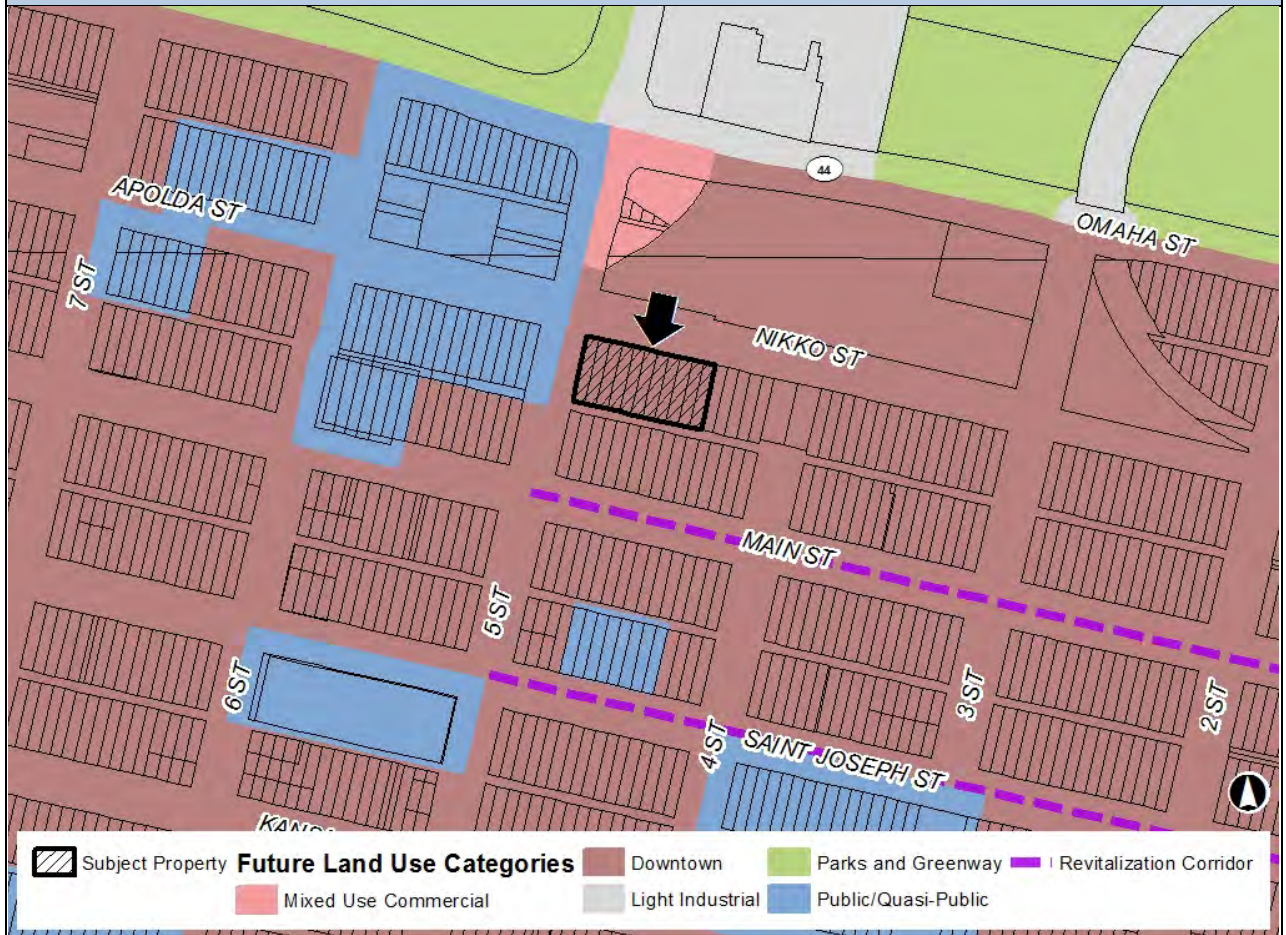 44
OMAHA ST
APOLDA ST
7 ST
NIKKO ST
MAIN ST
5 ST
6 ST
3 ST
2 ST
4 ST
SAINT JOSEPH ST
Subject Property
Future Land Use Categories
Downtown
Parks and Greenway
Revitalization Corridor
Mixed Use Commercial
Light Industrial
Public/Quasi-Public